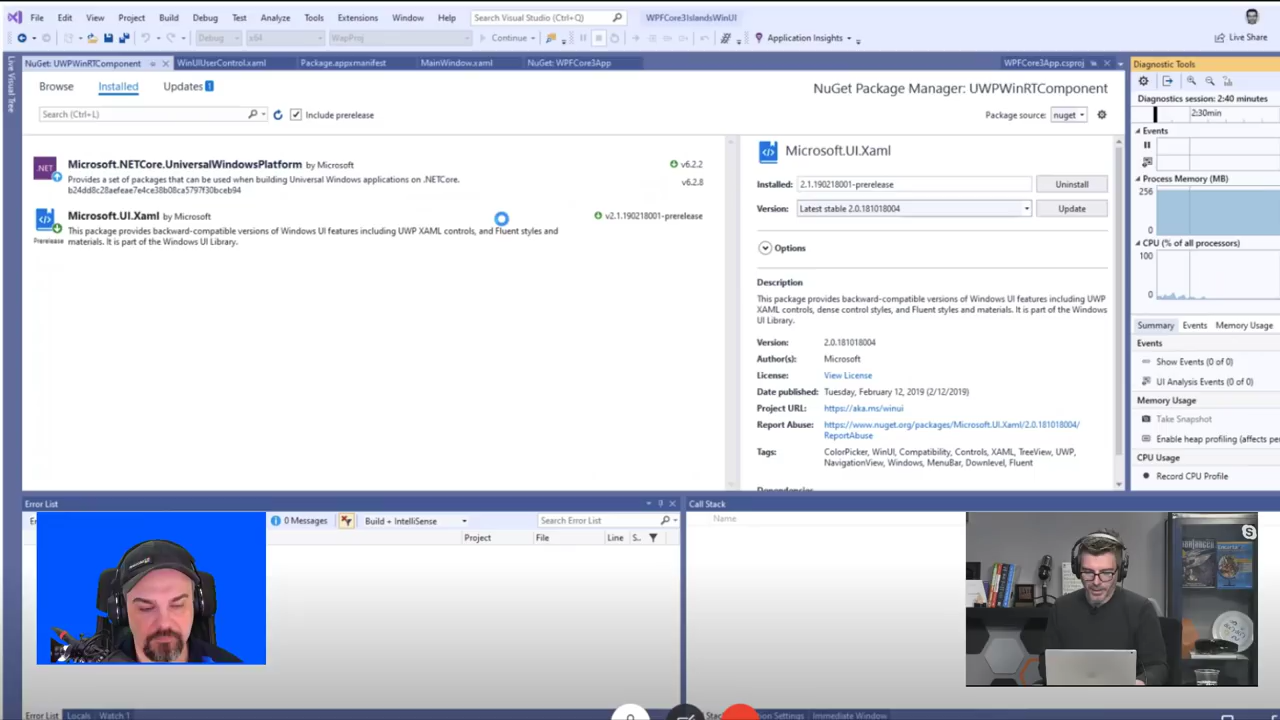 File Edit View Project Build Debug Test Analyze Tools Extensions Window Help Search Visual Studio (Ctrl+Q) WPFCore3IslandsWinUI
Debug x64 WapProj Continue Application Insights Live Share
NuGet: UWPWinRTComponent WinUIUserControl.xaml Package.appxmanifest MainWindow.xaml NuGet: WPFCore3App WPFCore3App.csproj
Live Visual Tree
Browse Installed Updates 1
NuGet Package Manager: UWPWinRTComponent
Search (Ctrl+L) Include prerelease
Package source: nuget
Microsoft.NETCore.UniversalWindowsPlatform by Microsoft v6.2.2
Provides a set of packages that can be used when building Universal Windows applications on .NETCore. v6.2.8
b24dd8c28aefeae7e4ce38b08ca5797f30bceb94
.NET
Microsoft.UI.Xaml by Microsoft v2.1.190218001-prerelease
This package provides backward-compatible versions of Windows UI features including UWP XAML controls, and Fluent styles and
Prerelease materials. It is part of the Windows UI Library.
Microsoft.UI.Xaml
Installed: 2.1.190218001-prerelease Uninstall
Version: Latest stable 2.0.181018004 Update
Options
Description
This package provides backward-compatible versions of Windows UI features including UWP
XAML controls, dense control styles, and Fluent styles and materials. It is part of the Windows
UI Library.
Version: 2.0.181018004
Author(s): Microsoft
License: View License
Date published: Tuesday, February 12, 2019 (2/12/2019)
Project URL: https://aka.ms/winui
Report Abuse: https://www.nuget.org/packages/Microsoft.UI.Xaml/2.0.181018004/
ReportAbuse
Tags: ColorPicker, WinUI, Compatibility, Controls, XAML, TreeView, UWP,
NavigationView, Windows, MenuBar, Downlevel, Fluent
Dependencies
Diagnostic Tools
Diagnostics session: 2:40 minutes
2:30min
Events
Process Memory (MB)
256
0
CPU (% of all processors)
100
0
Summary Events Memory Usage
Events
Show Events (0 of 0)
UI Analysis Events (0 of 0)
Memory Usage
Take Snapshot
Enable heap profiling (affects pe
CPU Usage
Record CPU Profile
Error List
0 Messages Build + IntelliSense Search Error List
Project File Line S..
Call Stack
Name
Error List Locals Watch 1
Immediate Window